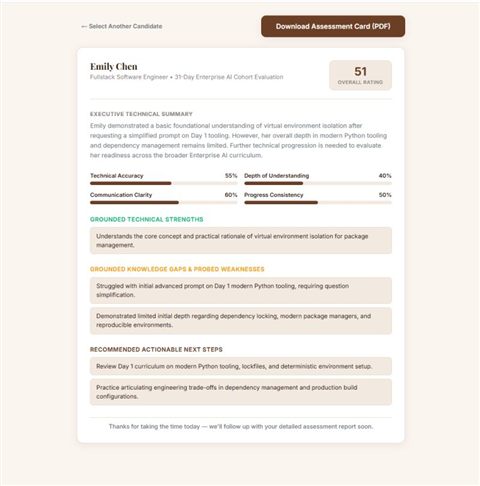 ← Select Another Candidate
Download Assessment Card (PDF)
Emily Chen
Fullstack Software Engineer • 31-Day Enterprise AI Cohort Evaluation
51
OVERALL RATING
EXECUTIVE TECHNICAL SUMMARY
Emily demonstrated a basic foundational understanding of virtual environment isolation after
requesting a simplified prompt on Day 1 tooling. However, her overall depth in modern Python tooling
and dependency management remains limited. Further technical progression is needed to evaluate
her readiness across the broader Enterprise AI curriculum.
Technical Accuracy 55%
Depth of Understanding 40%
Communication Clarity 60%
Progress Consistency 50%
GROUNDED TECHNICAL STRENGTHS
Understands the core concept and practical rationale of virtual environment isolation for package
management.
GROUNDED KNOWLEDGE GAPS & PROBED WEAKNESSES
Struggled with initial advanced prompt on Day 1 modern Python tooling, requiring question
simplification.
Demonstrated limited initial depth regarding dependency locking, modern package managers, and
reproducible environments.
RECOMMENDED ACTIONABLE NEXT STEPS
Review Day 1 curriculum on modern Python tooling, lockfiles, and deterministic environment setup.
Practice articulating engineering trade-offs in dependency management and production build
configurations.
Thanks for taking the time today — we'll follow up with your detailed assessment report soon.